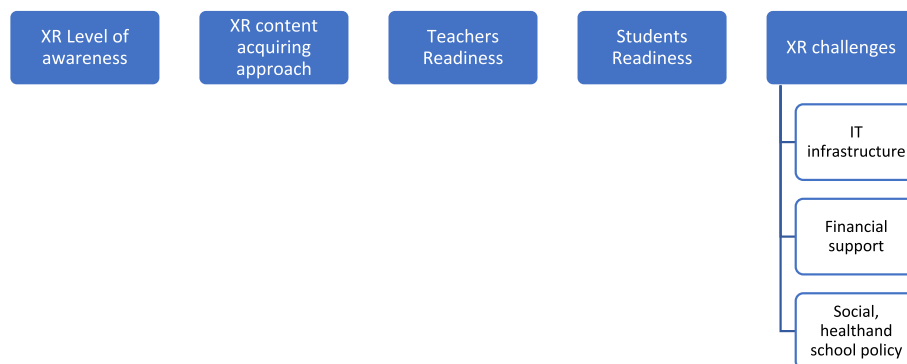 XR Level of
awareness
XR content
acquiring
approach
Teachers
Readiness
Students
Readiness
XR challenges
IT
infrastructure
Financial
support
Social,
healthand
school policy